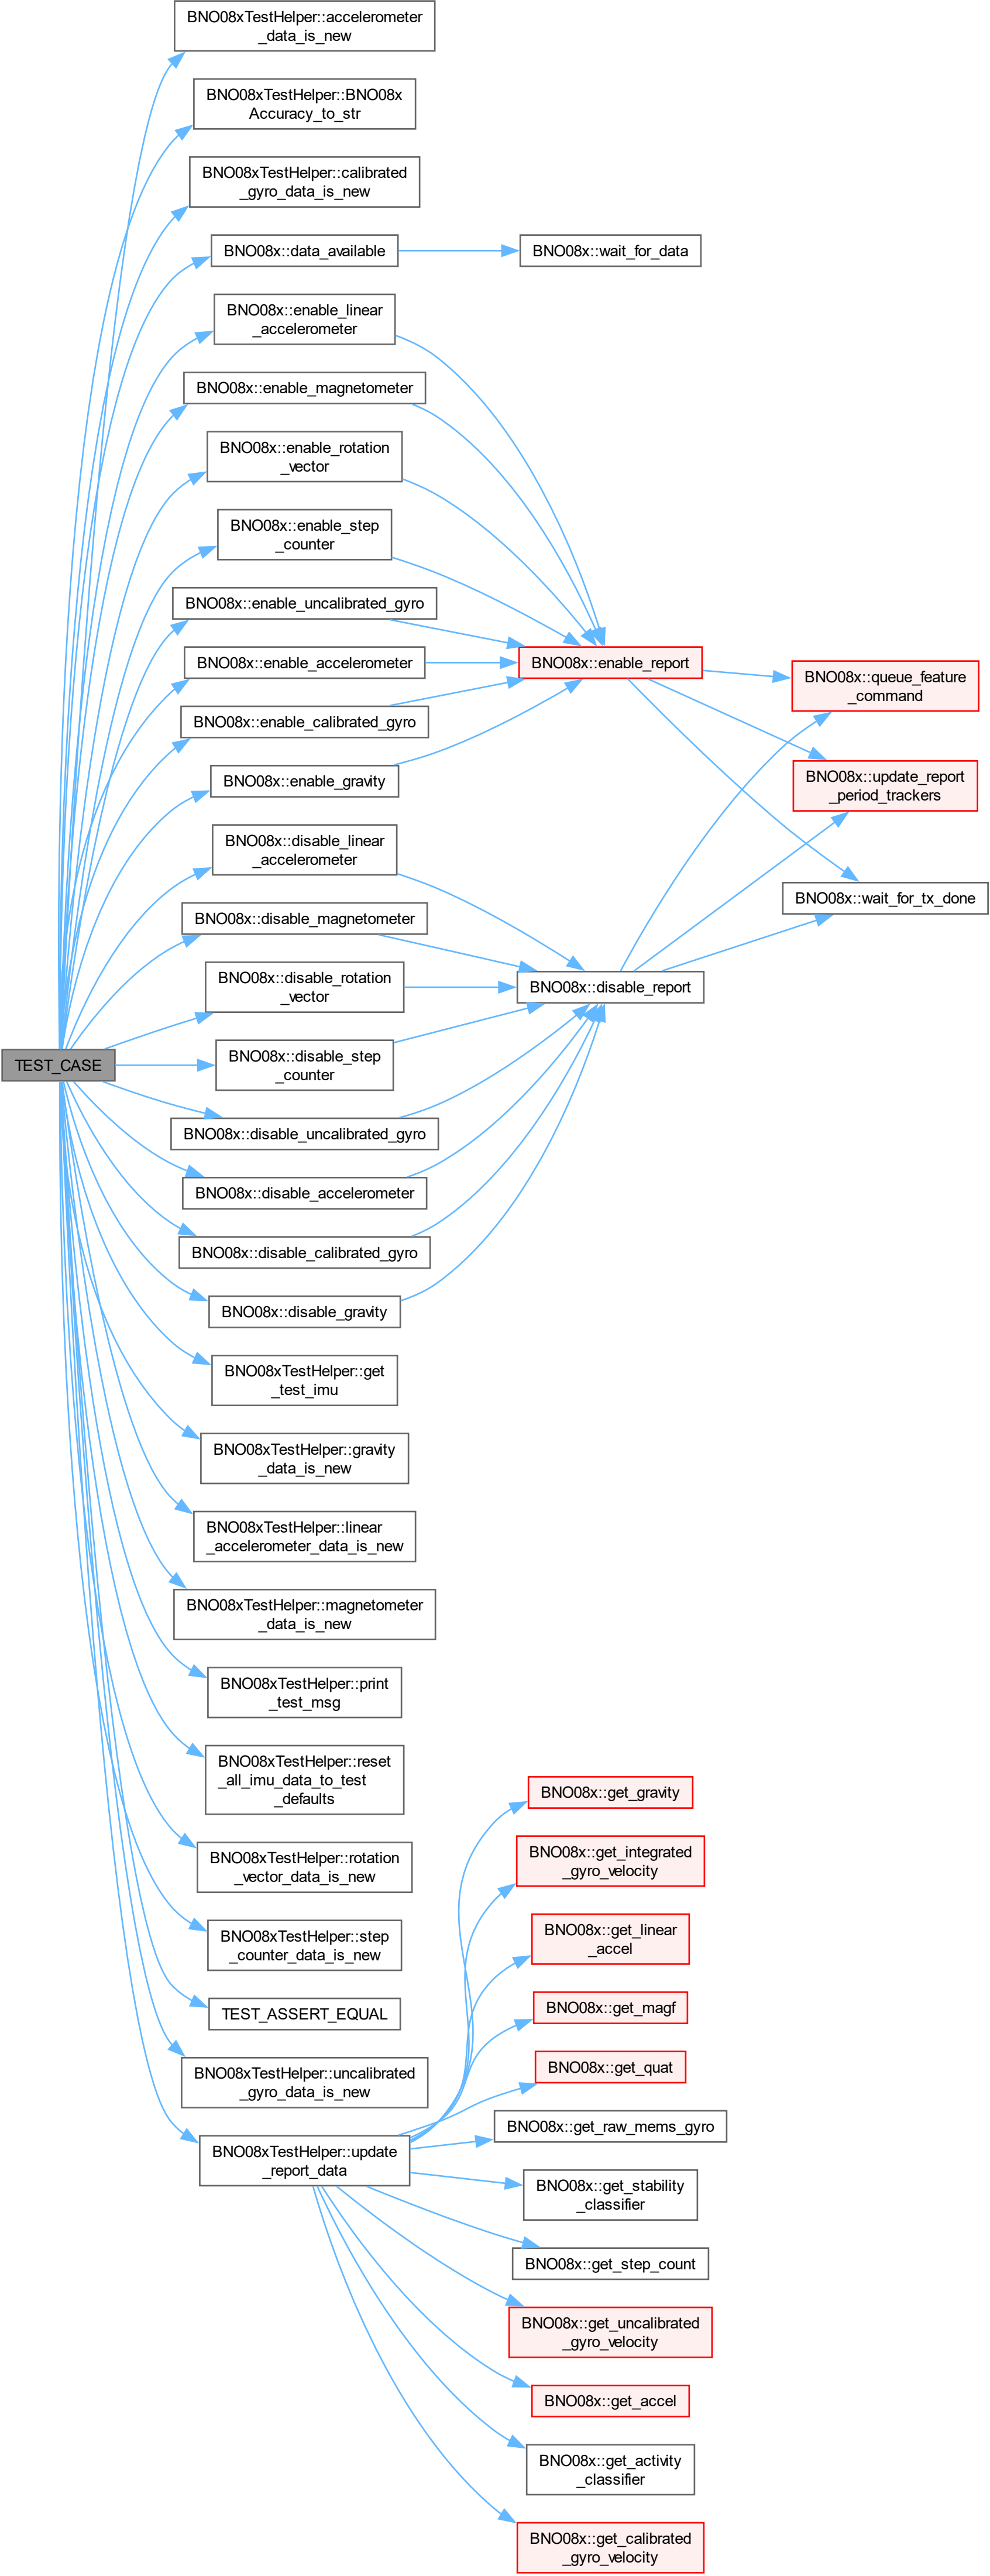 BNO08xTestHelper::accelerometer
_data_is_new
BNO08xTestHelper::BNO08x
Accuracy_to_str
BNO08xTestHelper::calibrated
_gyro_data_is_new
BNO08x::data_available
BNO08x::wait_for_data
BNO08x::enable_linear
_accelerometer
BNO08x::enable_magnetometer
BNO08x::enable_rotation
_vector
BNO08x::enable_step
_counter
BNO08x::enable_uncalibrated_gyro
BNO08x::enable_accelerometer
BNO08x::enable_report
BNO08x::queue_feature
_command
BNO08x::enable_calibrated_gyro
BNO08x::enable_gravity
BNO08x::update_report
_period_trackers
BNO08x::disable_linear
_accelerometer
BNO08x::wait_for_tx_done
BNO08x::disable_magnetometer
BNO08x::disable_rotation
_vector
BNO08x::disable_report
TEST_CASE
BNO08x::disable_step
_counter
BNO08x::disable_uncalibrated_gyro
BNO08x::disable_accelerometer
BNO08x::disable_calibrated_gyro
BNO08x::disable_gravity
BNO08xTestHelper::get
_test_imu
BNO08xTestHelper::gravity
_data_is_new
BNO08xTestHelper::linear
_accelerometer_data_is_new
BNO08xTestHelper::magnetometer
_data_is_new
BNO08xTestHelper::print
_test_msg
BNO08xTestHelper::reset
_all_imu_data_to_test
_defaults
BNO08xTestHelper::rotation
_vector_data_is_new
BNO08xTestHelper::step
_counter_data_is_new
TEST_ASSERT_EQUAL
BNO08xTestHelper::uncalibrated
_gyro_data_is_new
BNO08xTestHelper::update
_report_data
BNO08x::get_gravity
BNO08x::get_integrated
_gyro_velocity
BNO08x::get_linear
_accel
BNO08x::get_magf
BNO08x::get_quat
BNO08x::get_raw_mems_gyro
BNO08x::get_stability
_classifier
BNO08x::get_step_count
BNO08x::get_uncalibrated
_gyro_velocity
BNO08x::get_accel
BNO08x::get_activity
_classifier
BNO08x::get_calibrated
_gyro_velocity